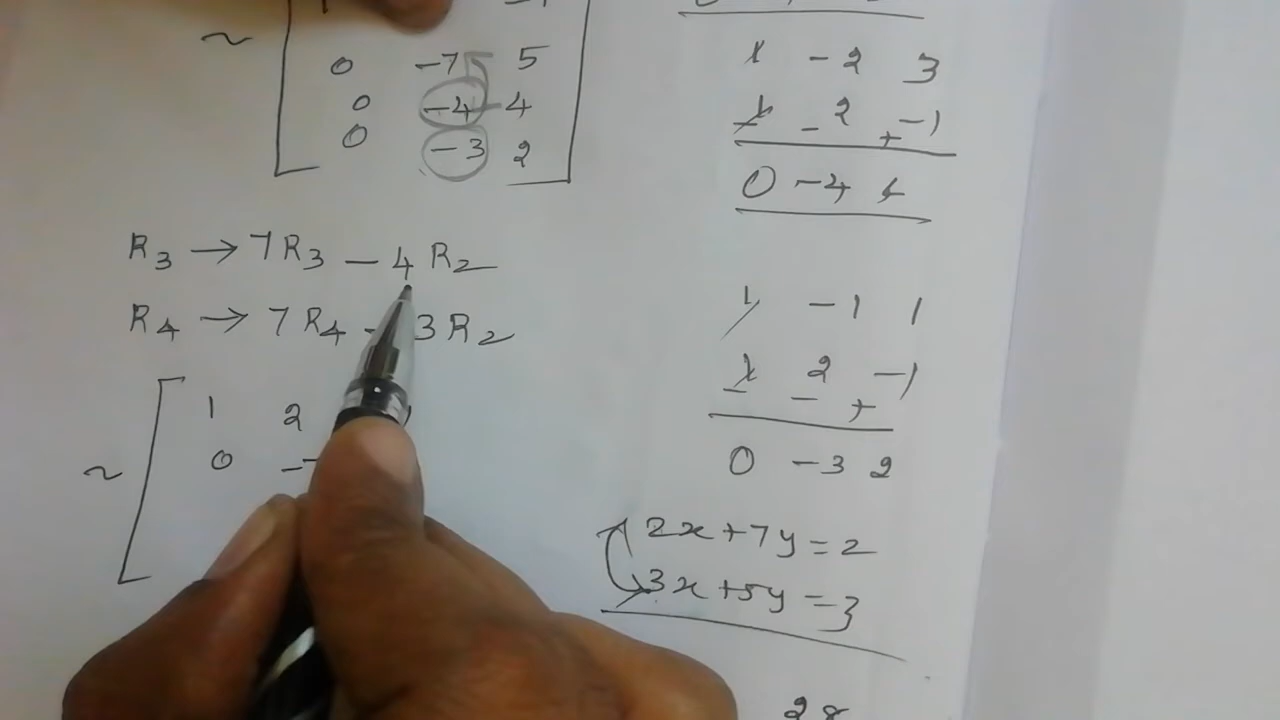 ~
0 -7 5
0 -4 4
0 -3 2
R3 → 7R3 - 4R2
R4 → 7R4 - 3R2
~
1 2
0 -7
1 -2 3
1 2 -1
- - +
0 -4 4
1 -1 1
1 2 -1
- - +
0 -3 2
2x+7y=2
3x+5y=3
28